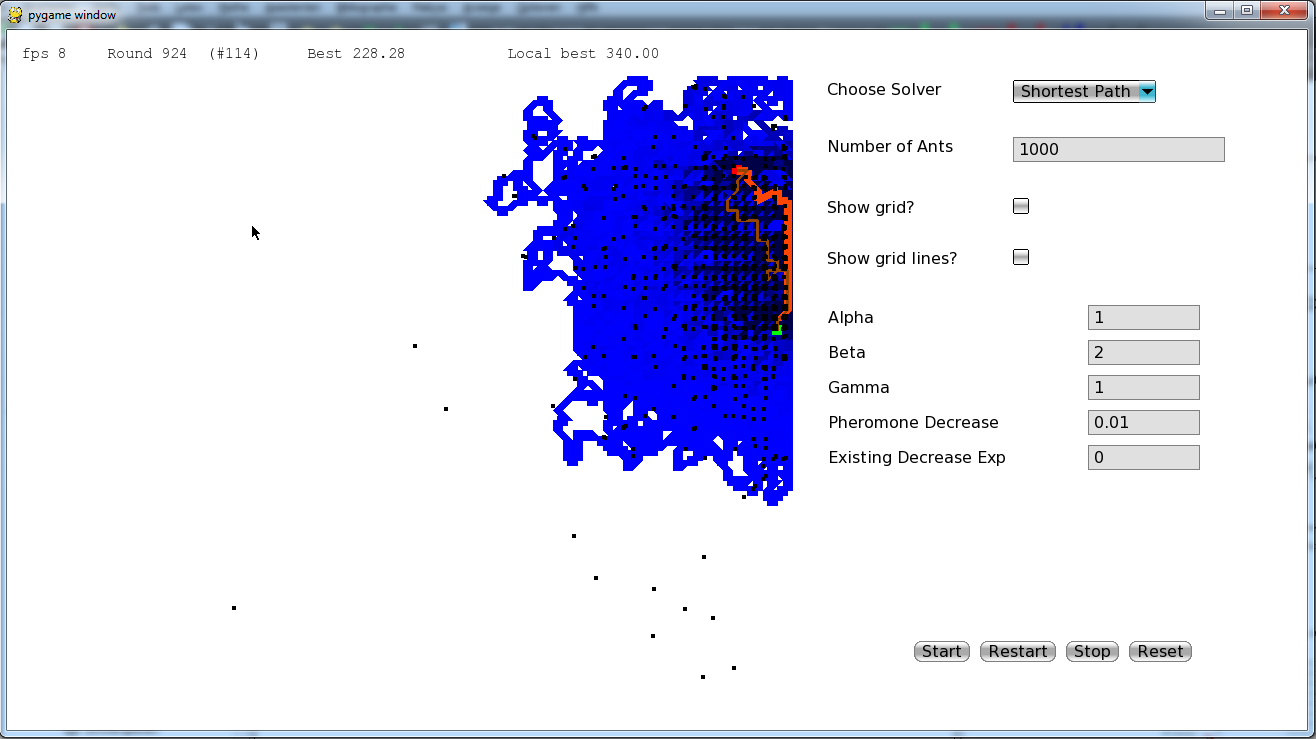 pygame window
fps 8 Round 924 (#114) Best 228.28 Local best 340.00
Choose Solver Shortest Path
Number of Ants 1000
Show grid?
Show grid lines?
Alpha 1
Beta 2
Gamma 1
Pheromone Decrease 0.01
Existing Decrease Exp 0
Start Restart Stop Reset